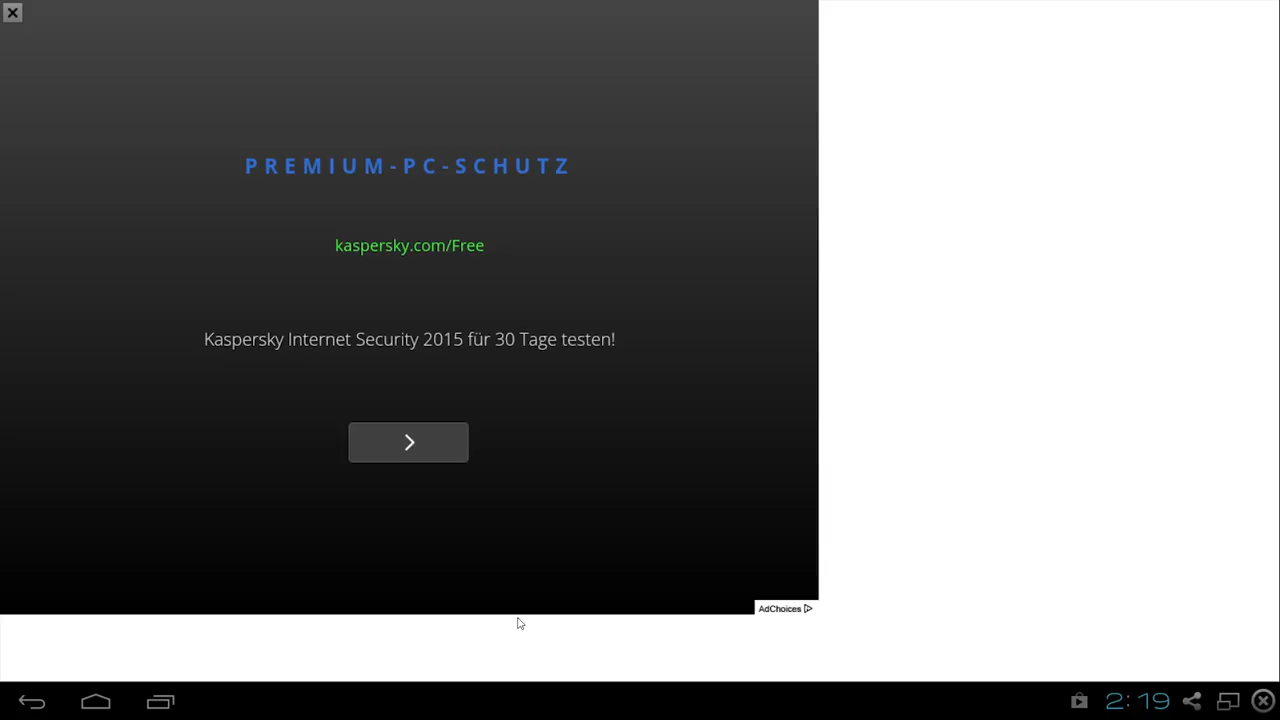 PREMIUM-PC-SCHUTZ
kaspersky.com/Free
Kaspersky Internet Security 2015 für 30 Tage testen!
AdChoices
2:19